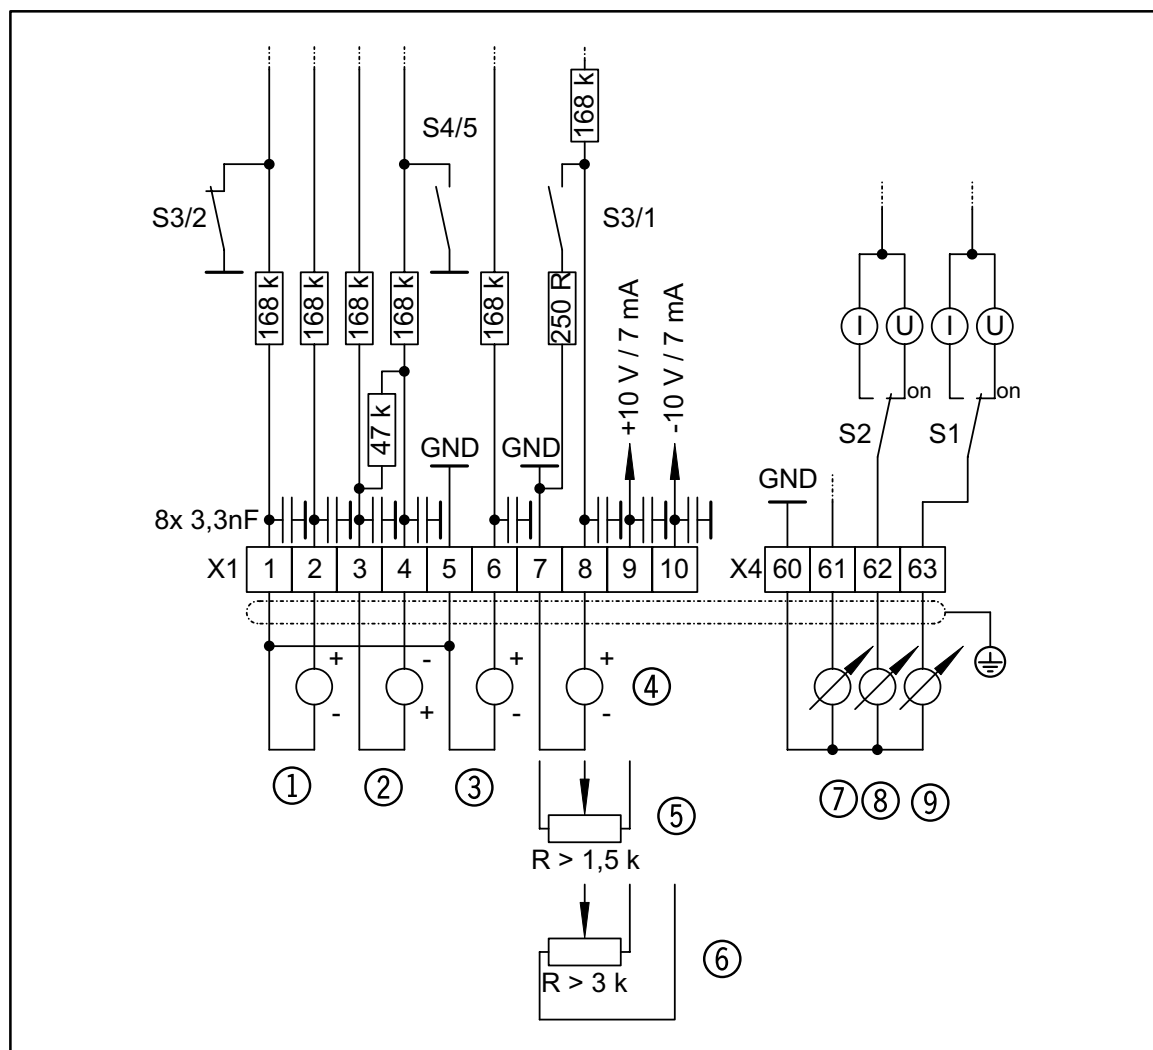 168 k
S4/5
S3/2
S3/1
168 k
168 k
168 k
168 k
168 k
250 R
+10 V / 7 mA
-10 V / 7 mA
I
U
I
U
on
on
47 k
S2
S1
GND
GND
GND
8x 3,3nF
X1 1 2 3 4 5 6 7 8 9 10
X4 60 61 62 63
+ - + +
- + - -
④
① ② ③
⑦ ⑧ ⑨
⑤
R > 1,5 k
⑥
R > 3 k